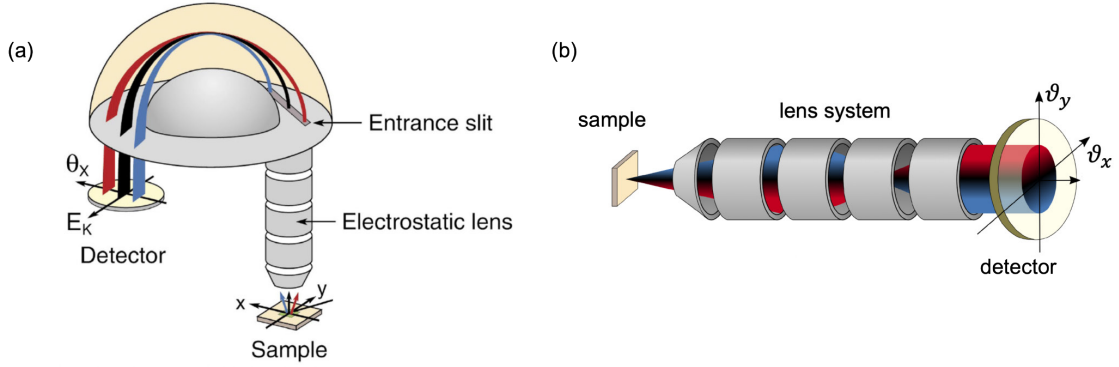 (a)
Entrance slit
θX
EK
Detector
Electrostatic lens
x
y
Sample
(b)
sample
lens system
ϑy
ϑx
detector